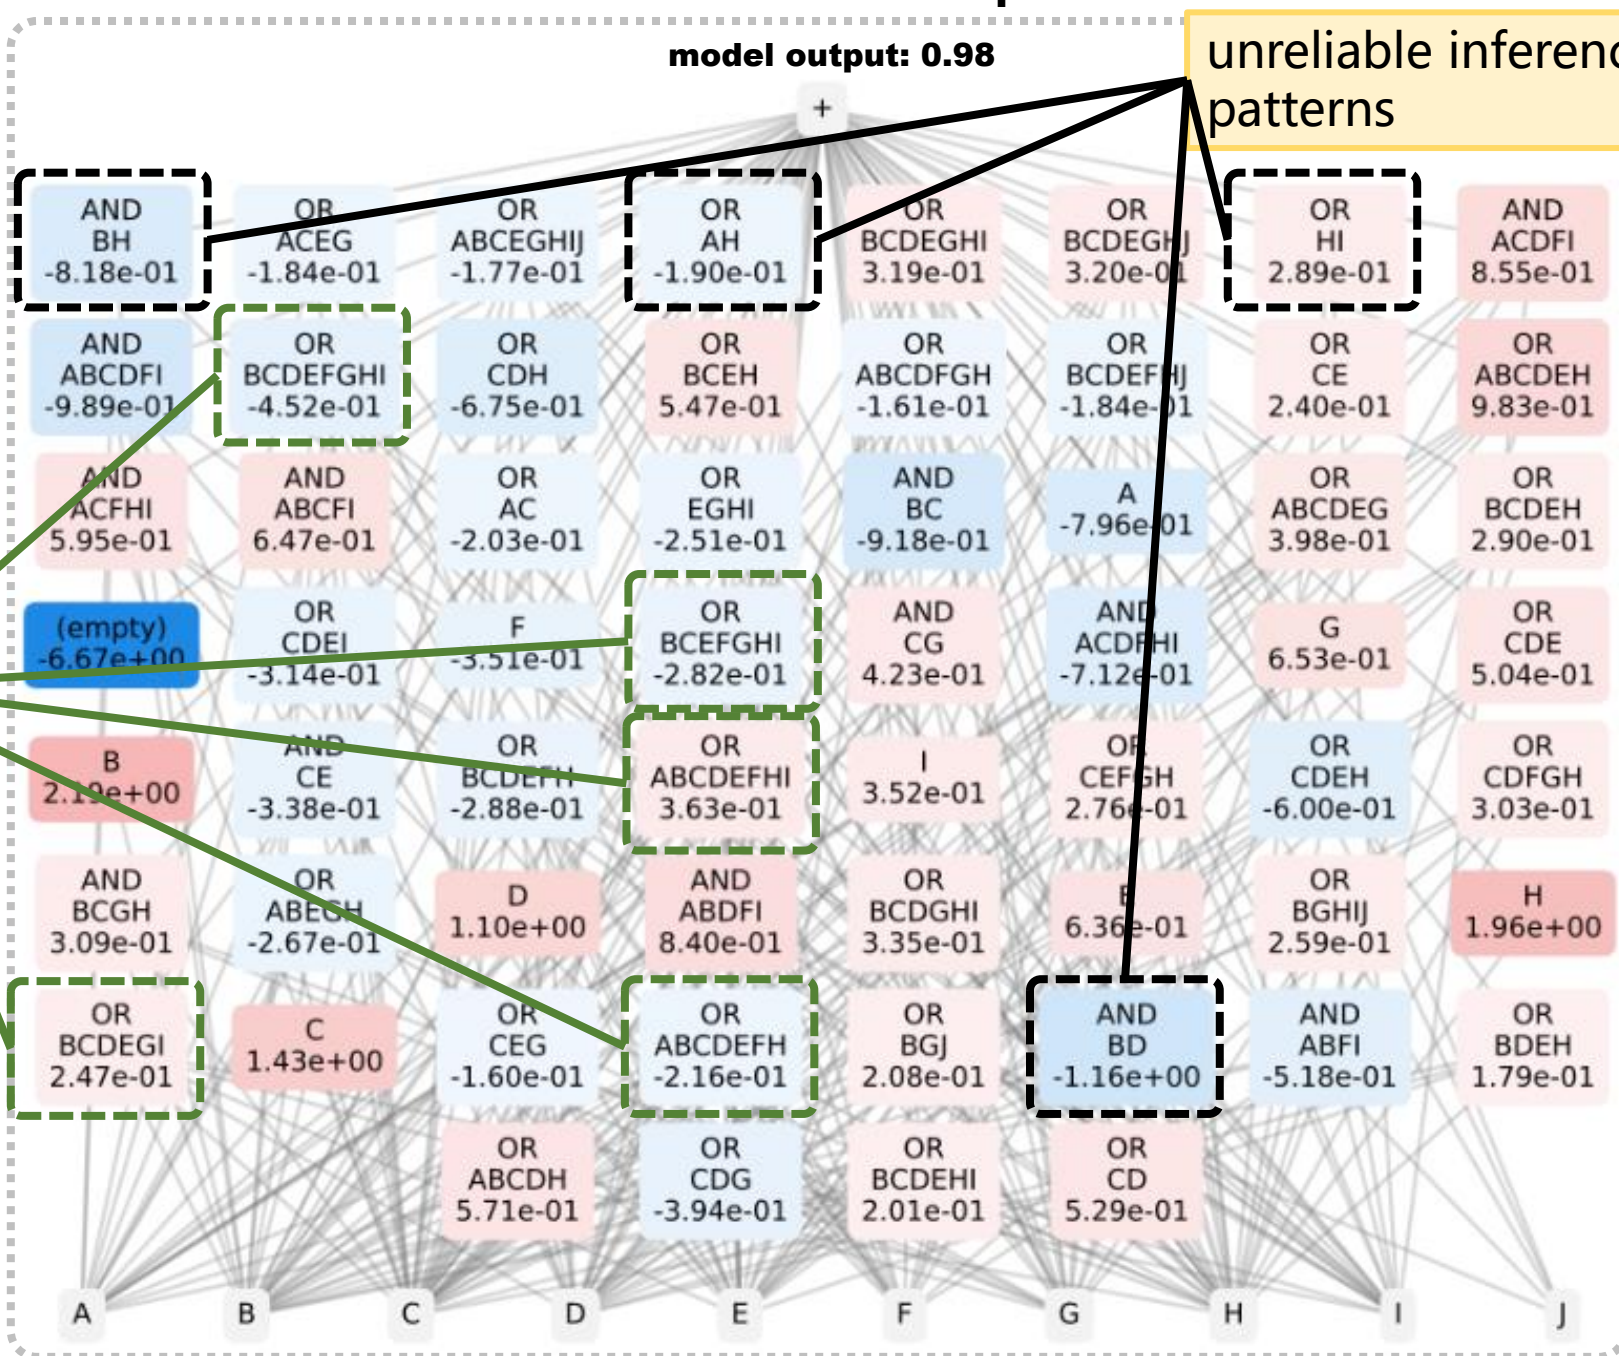 model output: 0.98
unreliable
patterns
+
AND
BH
-8.18e-01
OR
ACEG
-1.84e-01
OR
ABCEGHIJ
-1.77e-01
OR
AH
-1.90e-01
OR
BCDEGHI
3.19e-01
OR
BCDEGHJ
3.20e-01
OR
HI
2.89e-01
AND
ACDFI
8.55e-01
AND
ABCDFI
-9.89e-01
OR
BCDEFGHI
-4.52e-01
OR
CDH
-6.75e-01
OR
BCEH
5.47e-01
OR
ABCDFGH
-1.61e-01
OR
BCDEFHJ
-1.84e-01
OR
CE
2.40e-01
OR
ABCDEH
9.83e-01
AND
ACFHI
5.95e-01
AND
ABCFI
6.47e-01
OR
AC
-2.03e-01
OR
EGHI
-2.51e-01
AND
BC
-9.18e-01
A
-7.96e-01
OR
ABCDEG
3.98e-01
OR
BCDEH
2.90e-01
(empty)
-6.67e+00
OR
CDEI
-3.14e-01
F
-3.51e-01
OR
BCEFGHI
-2.82e-01
AND
CG
4.23e-01
AND
ACDFHI
-7.12e-01
G
6.53e-01
OR
CDE
5.04e-01
B
2.19e+00
AND
CE
-3.38e-01
OR
BCDEFH
-2.88e-01
OR
ABCDEFHI
3.63e-01
I
3.52e-01
OR
CEFGH
2.76e-01
OR
CDEH
-6.00e-01
OR
CDFGH
3.03e-01
AND
BCGH
3.09e-01
OR
ABEGH
-2.67e-01
D
1.10e+00
AND
ABDFI
8.40e-01
OR
BCDGHI
3.35e-01
E
6.36e-01
OR
BGHIJ
2.59e-01
H
1.96e+00
OR
BCDEGI
2.47e-01
C
1.43e+00
OR
CEG
-1.60e-01
OR
ABCDEFH
-2.16e-01
OR
BGJ
2.08e-01
AND
BD
-1.16e+00
AND
ABFI
-5.18e-01
OR
BDEH
1.79e-01
OR
ABCDH
5.71e-01
OR
CDG
-3.94e-01
OR
BCDEHI
2.01e-01
OR
CD
5.29e-01
A B C D E F G H I J